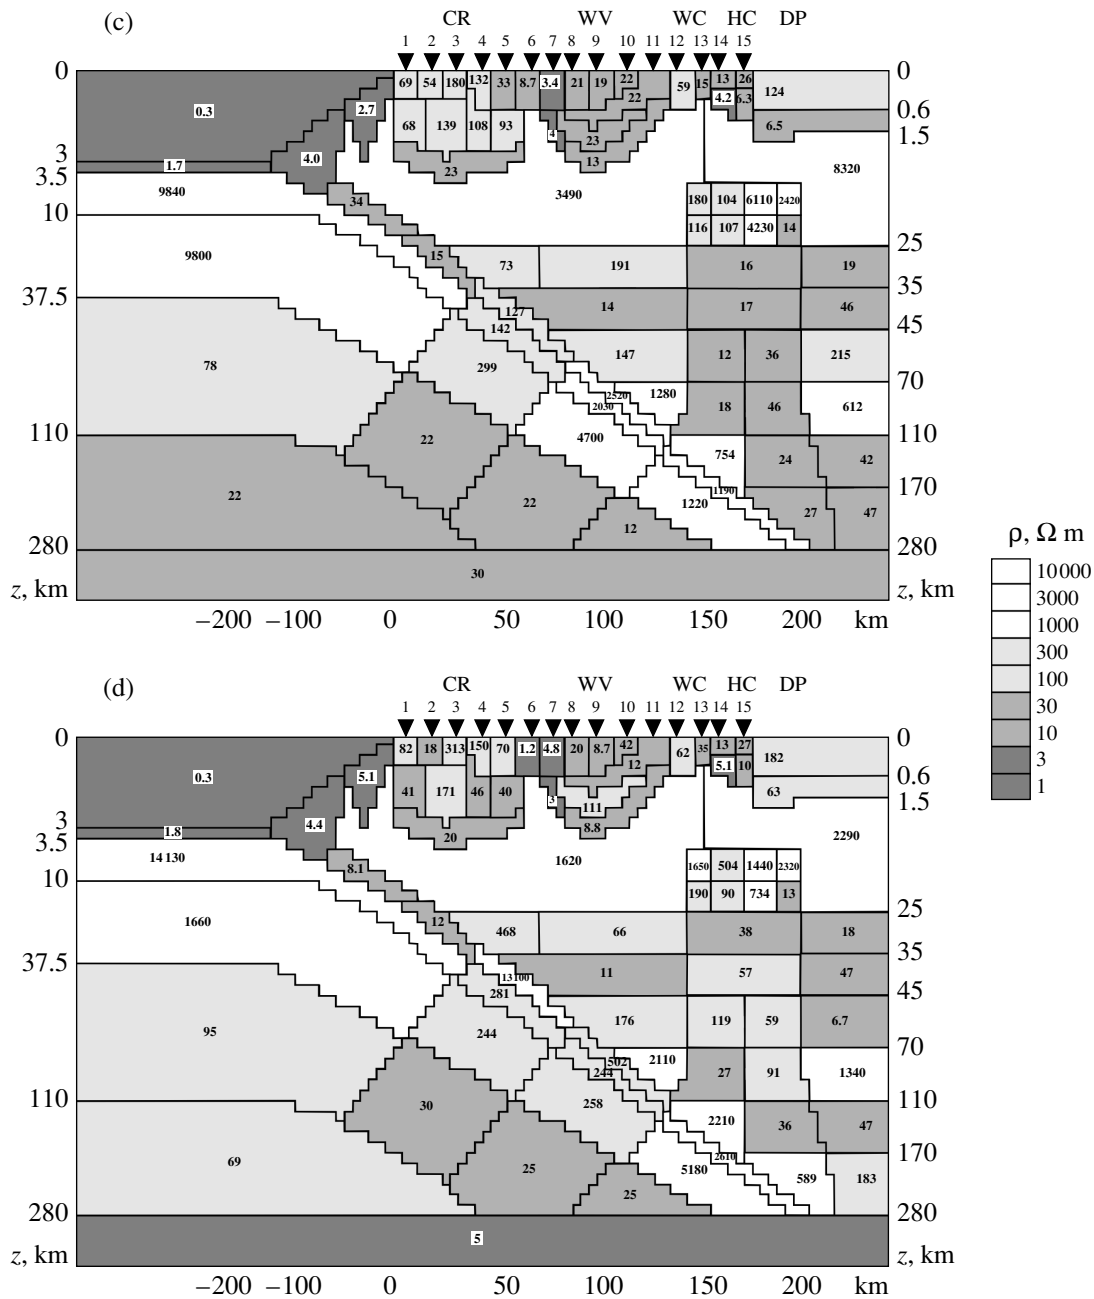 (c)
CR WV WC HC DP
1 2 3 4 5 6 7 8 9 10 11 12 13 14 15
0 69 54 180 132 33 8.7 3.4 21 19 22 59 15 13 26 0
0.3 2.7 22 4.2 6.3 124 0.6
68 139 108 93 4 23 6.5 1.5
3 1.7 4.0 23 13 8320
3.5 9840 34 3490 180 104 6110 2420
10 116 107 4230 14
9800 15 73 191 16 19 25
37.5 127 14 17 46 35
142 147 12 36 215 45
78 299 2520 1280 70
2030 18 46 612
110 22 4700 754 24 42 110
22 22 1220 1190 27 47 170
280 12 280
z, km 30 z, km
−200 −100 0 50 100 150 200 km
ρ, Ω m
10000
3000
1000
300
100
30
10
3
1
(d)
CR WV WC HC DP
1 2 3 4 5 6 7 8 9 10 11 12 13 14 15
0 82 18 313 150 70 1.2 4.8 20 8.7 42 62 35 13 27 0
0.3 5.1 12 5.1 10 182 0.6
41 171 46 40 3 111 63 1.5
3 1.8 4.4 20 8.8 2290
3.5 14130 8.1 1620 1650 504 1440 2320
10 190 90 734 13
1660 12 468 66 38 18 25
37.5 13100 11 57 47 35
281 176 119 59 6.7 45
95 244 502 2110 70
244 27 91 1340
110 30 258 2210 36 47 110
69 25 5180 2610 589 183 170
280 25 280
z, km 5 z, km
−200 −100 0 50 100 150 200 km